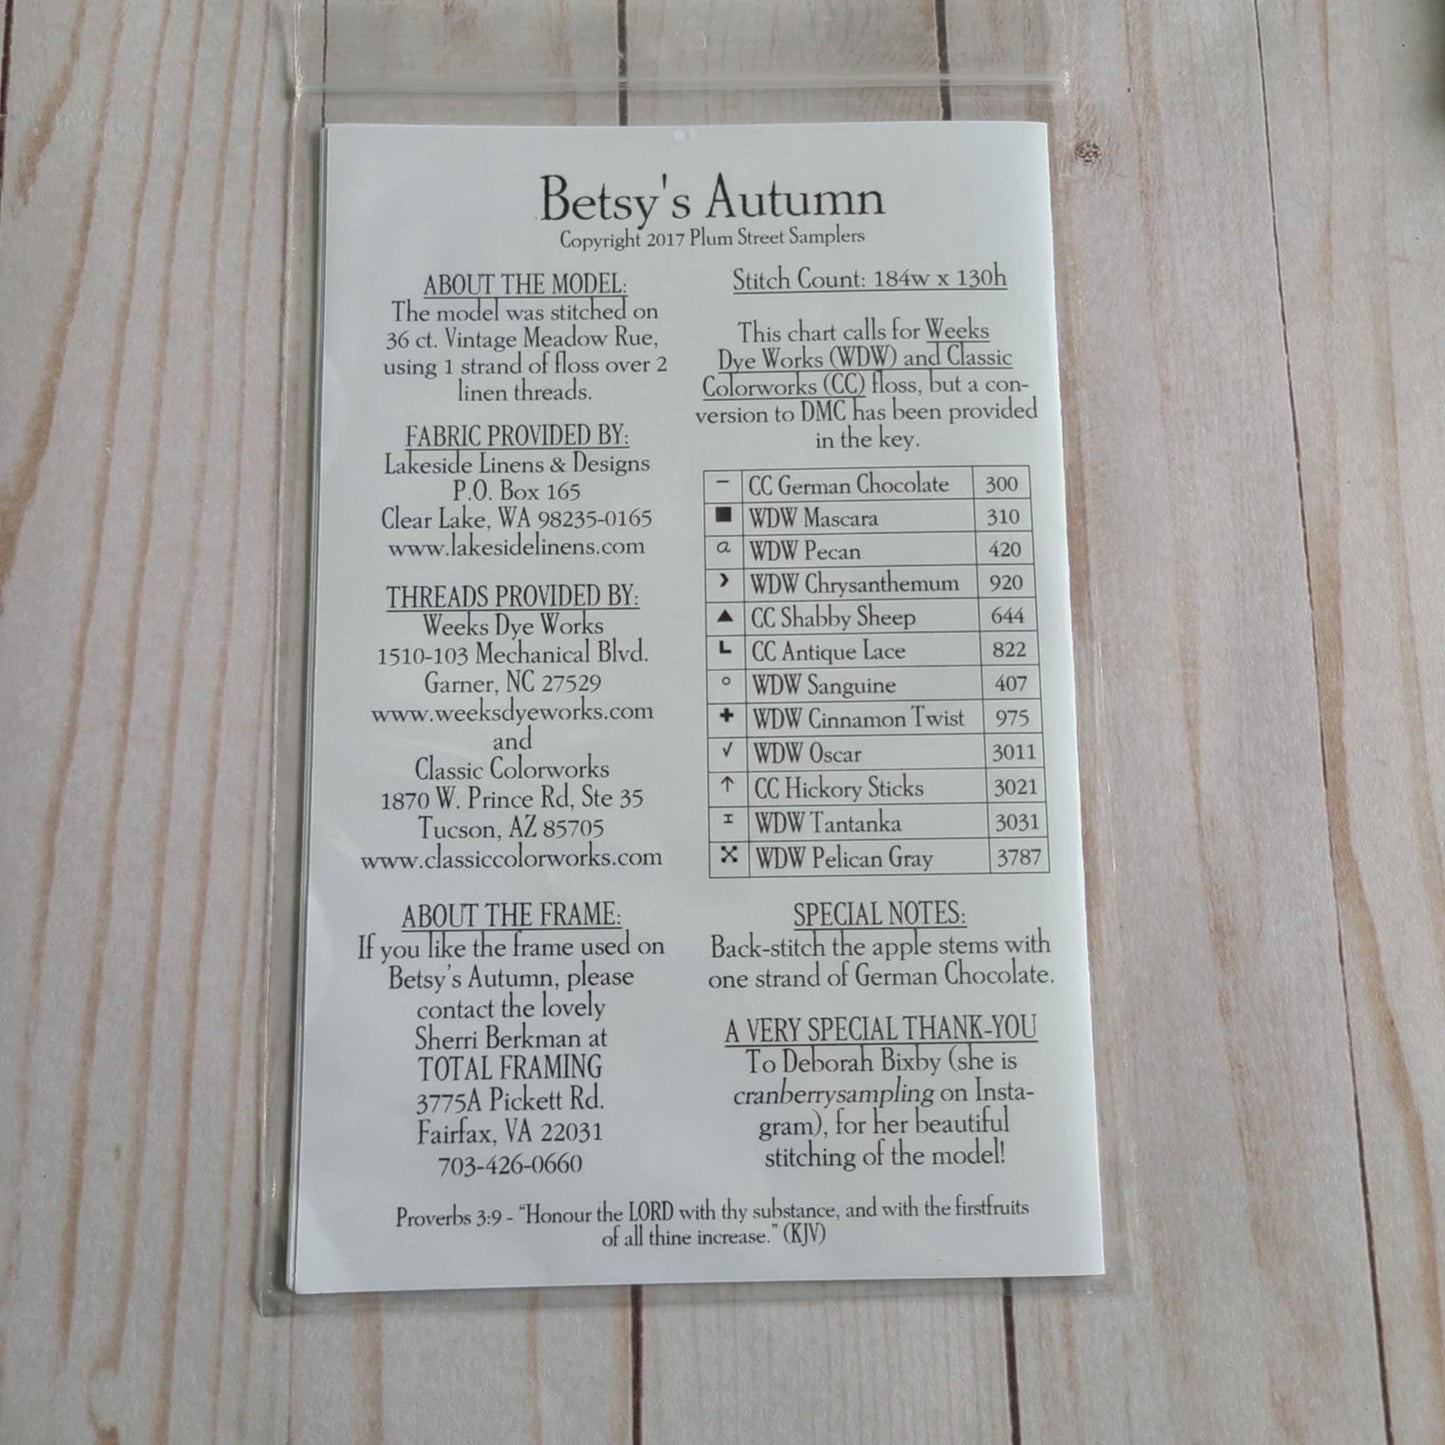 Betsy's Autumn
Copyright 2017 Plum Street Samplers
ABOUT THE MODEL:
The model was stitched on
36 ct. Vintage Meadow Rue,
using 1 strand of floss over 2
linen threads.
FABRIC PROVIDED BY:
Lakeside Linens & Designs
P.O. Box 165
Clear Lake, WA 98235-0165
www.lakesidelinens.com
THREADS PROVIDED BY:
Weeks Dye Works
1510-103 Mechanical Blvd.
Garner, NC 27529
www.weeksdyeworks.com
and
Classic Colorworks
1870 W. Prince Rd, Ste 35
Tucson, AZ 85705
www.classiccolorworks.com
ABOUT THE FRAME:
If you like the frame used on
Betsy's Autumn, please
contact the lovely
Sherri Berkman at
TOTAL FRAMING
3775A Pickett Rd.
Fairfax, VA 22031
703-426-0660
Stitch Count: 184w x 130h
This chart calls for Weeks
Dye Works (WDW) and Classic
Colorworks (CC) floss, but a con-
version to DMC has been provided
in the key.
– CC German Chocolate 300
■ WDW Mascara 310
a WDW Pecan 420
› WDW Chrysanthemum 920
▲ CC Shabby Sheep 644
L CC Antique Lace 822
○ WDW Sanguine 407
✚ WDW Cinnamon Twist 975
√ WDW Oscar 3011
↑ CC Hickory Sticks 3021
I WDW Tantanka 3031
⌘ WDW Pelican Gray 3787
SPECIAL NOTES:
Back-stitch the apple stems with
one strand of German Chocolate.
A VERY SPECIAL THANK-YOU
To Deborah Bixby (she is
cranberrysampling on Insta-
gram), for her beautiful
stitching of the model!
Proverbs 3:9 - “Honour the LORD with thy substance, and with the firstfruits
of all thine increase.” (KJV)